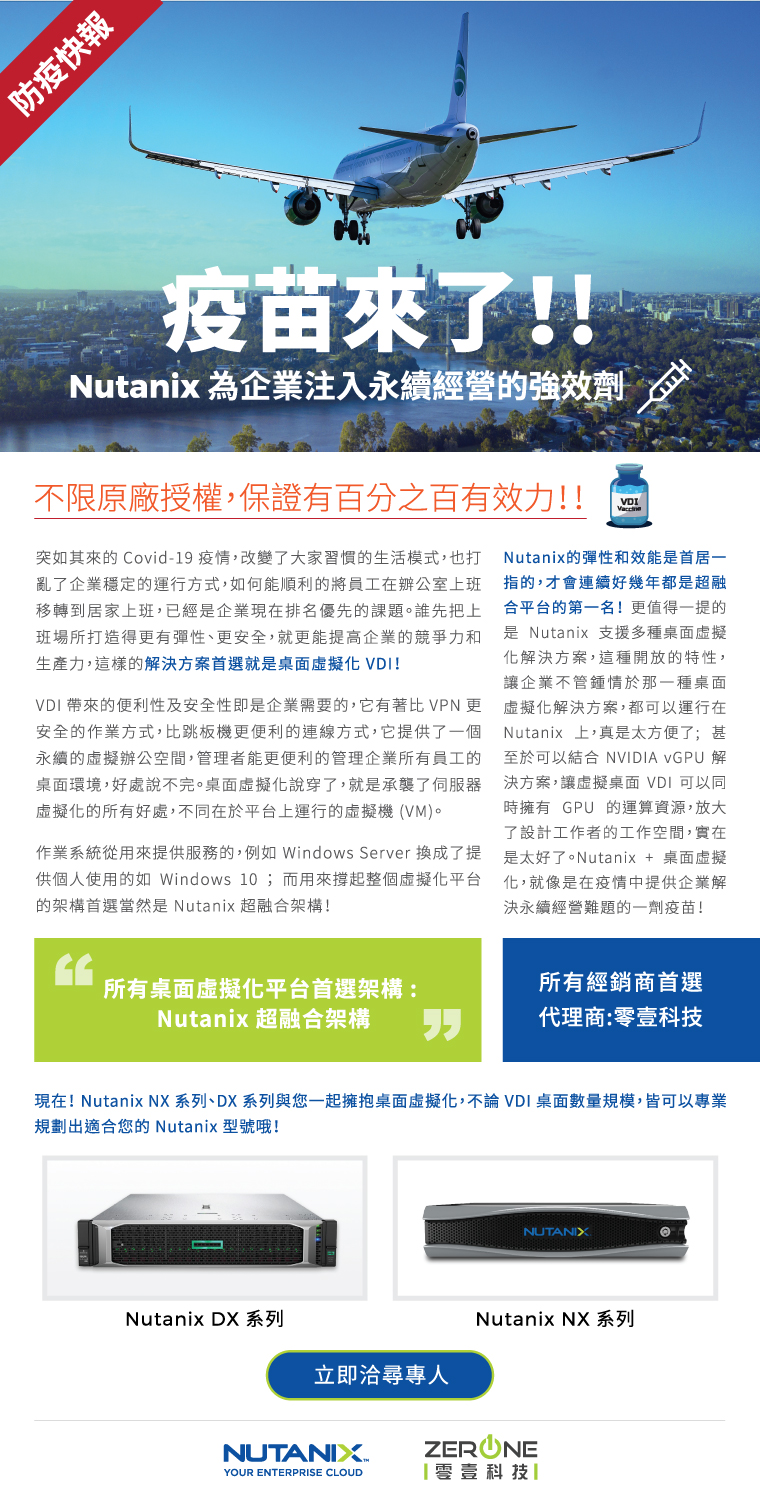 防疫快報
疫苗來了!!
Nutanix 為企業注入永續經營的強效劑
不限原廠授權，保證有百分之百有效力！！
VDI
Vaccine
突如其來的 Covid-19 疫情，改變了大家習慣的生活模式，也打
亂了企業穩定的運行方式，如何能順利的將員工在辦公室上班
移轉到居家上班，已經是企業現在排名優先的課題。誰先把上
班場所打造得更有彈性、更安全，就更能提高企業的競爭力和
生產力，這樣的解決方案首選就是桌面虛擬化 VDI！
VDI 帶來的便利性及安全性即是企業需要的，它有著比 VPN 更
安全的作業方式，比跳板機更便利的連線方式，它提供了一個
永續的虛擬辦公空間，管理者能更便利的管理企業所有員工的
桌面環境，好處說不完。桌面虛擬化說穿了，就是承襲了伺服器
虛擬化的所有好處，不同在於平台上運行的虛擬機 (VM)。
作業系統從用來提供服務的，例如 Windows Server 換成了提
供個人使用的如 Windows 10 ；而用來撐起整個虛擬化平台
的架構首選當然是 Nutanix 超融合架構！
Nutanix的彈性和效能是首居一
指的，才會連續好幾年都是超融
合平台的第一名！更值得一提的
是 Nutanix 支援多種桌面虛擬
化解決方案，這種開放的特性，
讓企業不管鍾情於那一種桌面
虛擬化解決方案，都可以運行在
Nutanix 上，真是太方便了; 甚
至於可以結合 NVIDIA vGPU 解
決方案，讓虛擬桌面 VDI 可以同
時擁有 GPU 的運算資源，放大
了設計工作者的工作空間，實在
是太好了。Nutanix + 桌面虛擬
化，就像是在疫情中提供企業解
決永續經營難題的一劑疫苗！
“所有桌面虛擬化平台首選架構：
Nutanix 超融合架構”
所有經銷商首選
代理商:零壹科技
現在！Nutanix NX 系列、DX 系列與您一起擁抱桌面虛擬化，不論 VDI 桌面數量規模，皆可以專業
規劃出適合您的 Nutanix 型號哦！
NUTANIX
Nutanix DX 系列
Nutanix NX 系列
立即洽尋專人
NUTANIX™
YOUR ENTERPRISE CLOUD
ZERONE
零壹科技